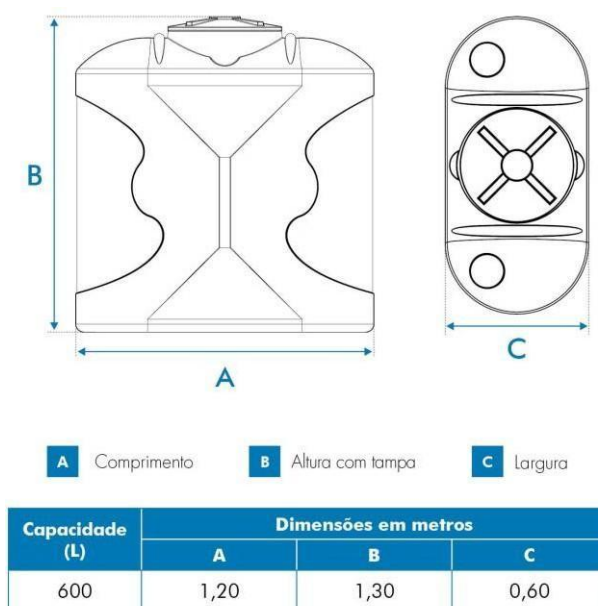 B
A
C
A Comprimento
B Altura com tampa
C Largura
Capacidade (L)
Dimensões em metros
A B C
600 1,20 1,30 0,60